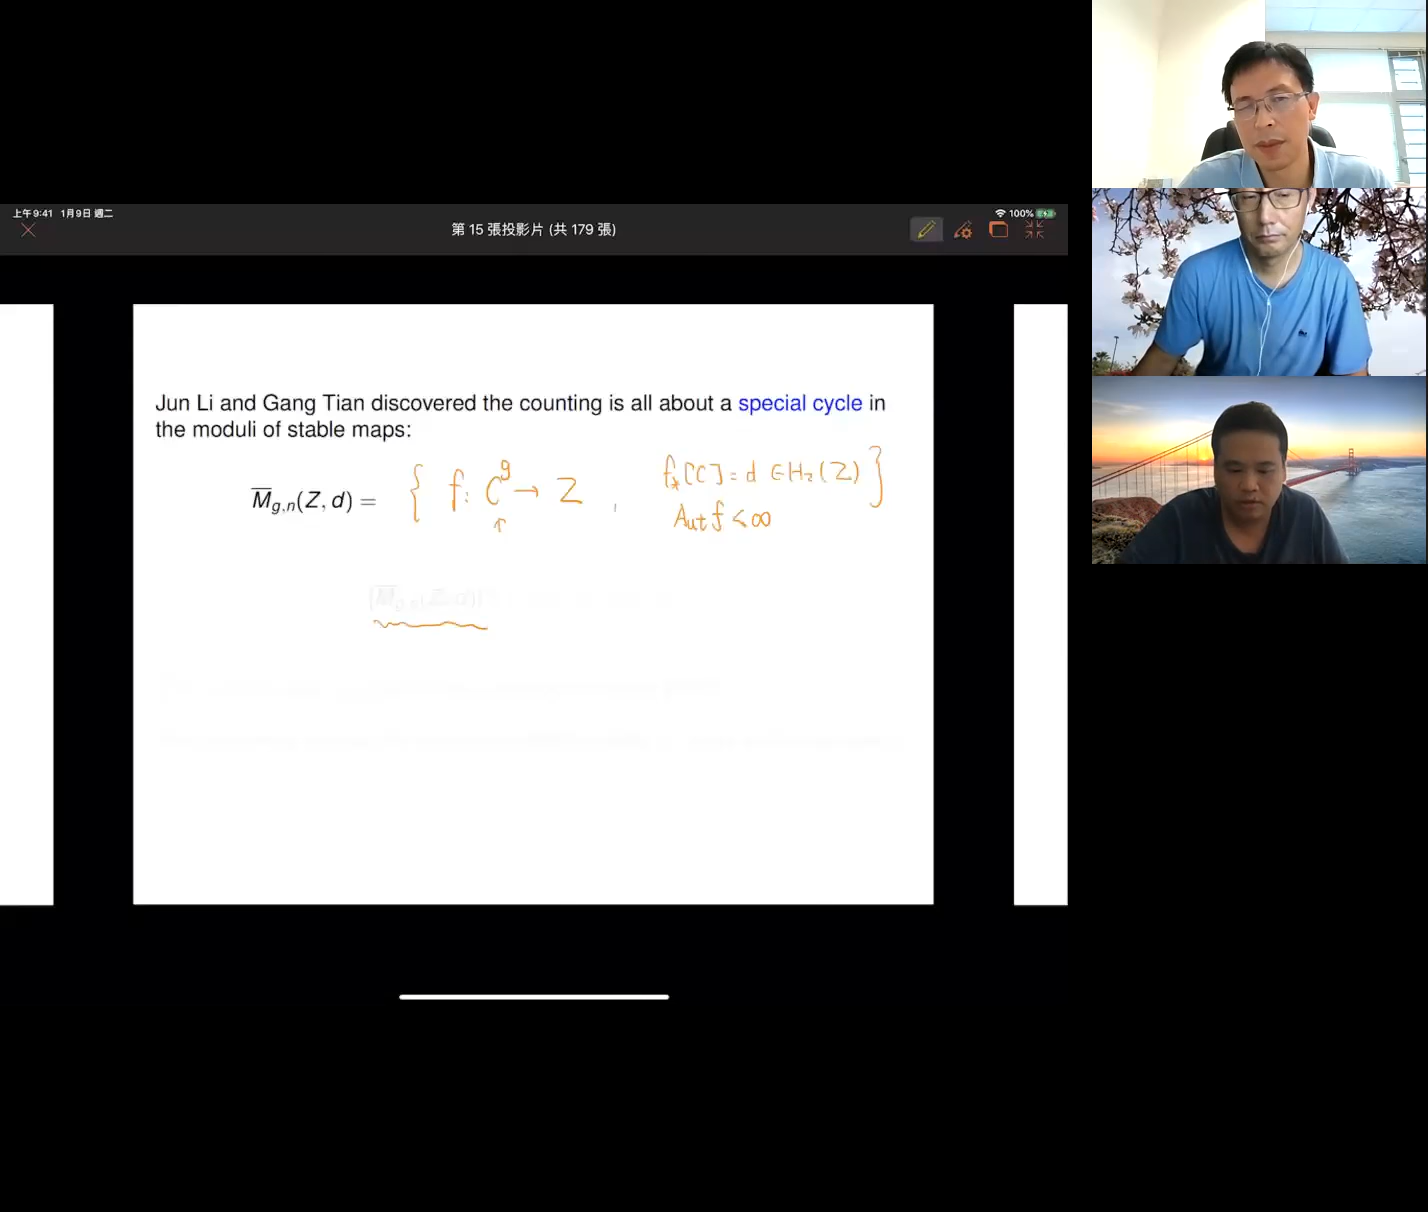 上午9:41 1月9日 週二
100%
第 15 張投影片 (共 179 張)
Jun Li and Gang Tian discovered the counting is all about a special cycle in
the moduli of stable maps:
M̅g,n(Z, d) = { f: C^g → Z , f*[C] = d ∈ H₂(Z) }
↑ Aut f < ∞